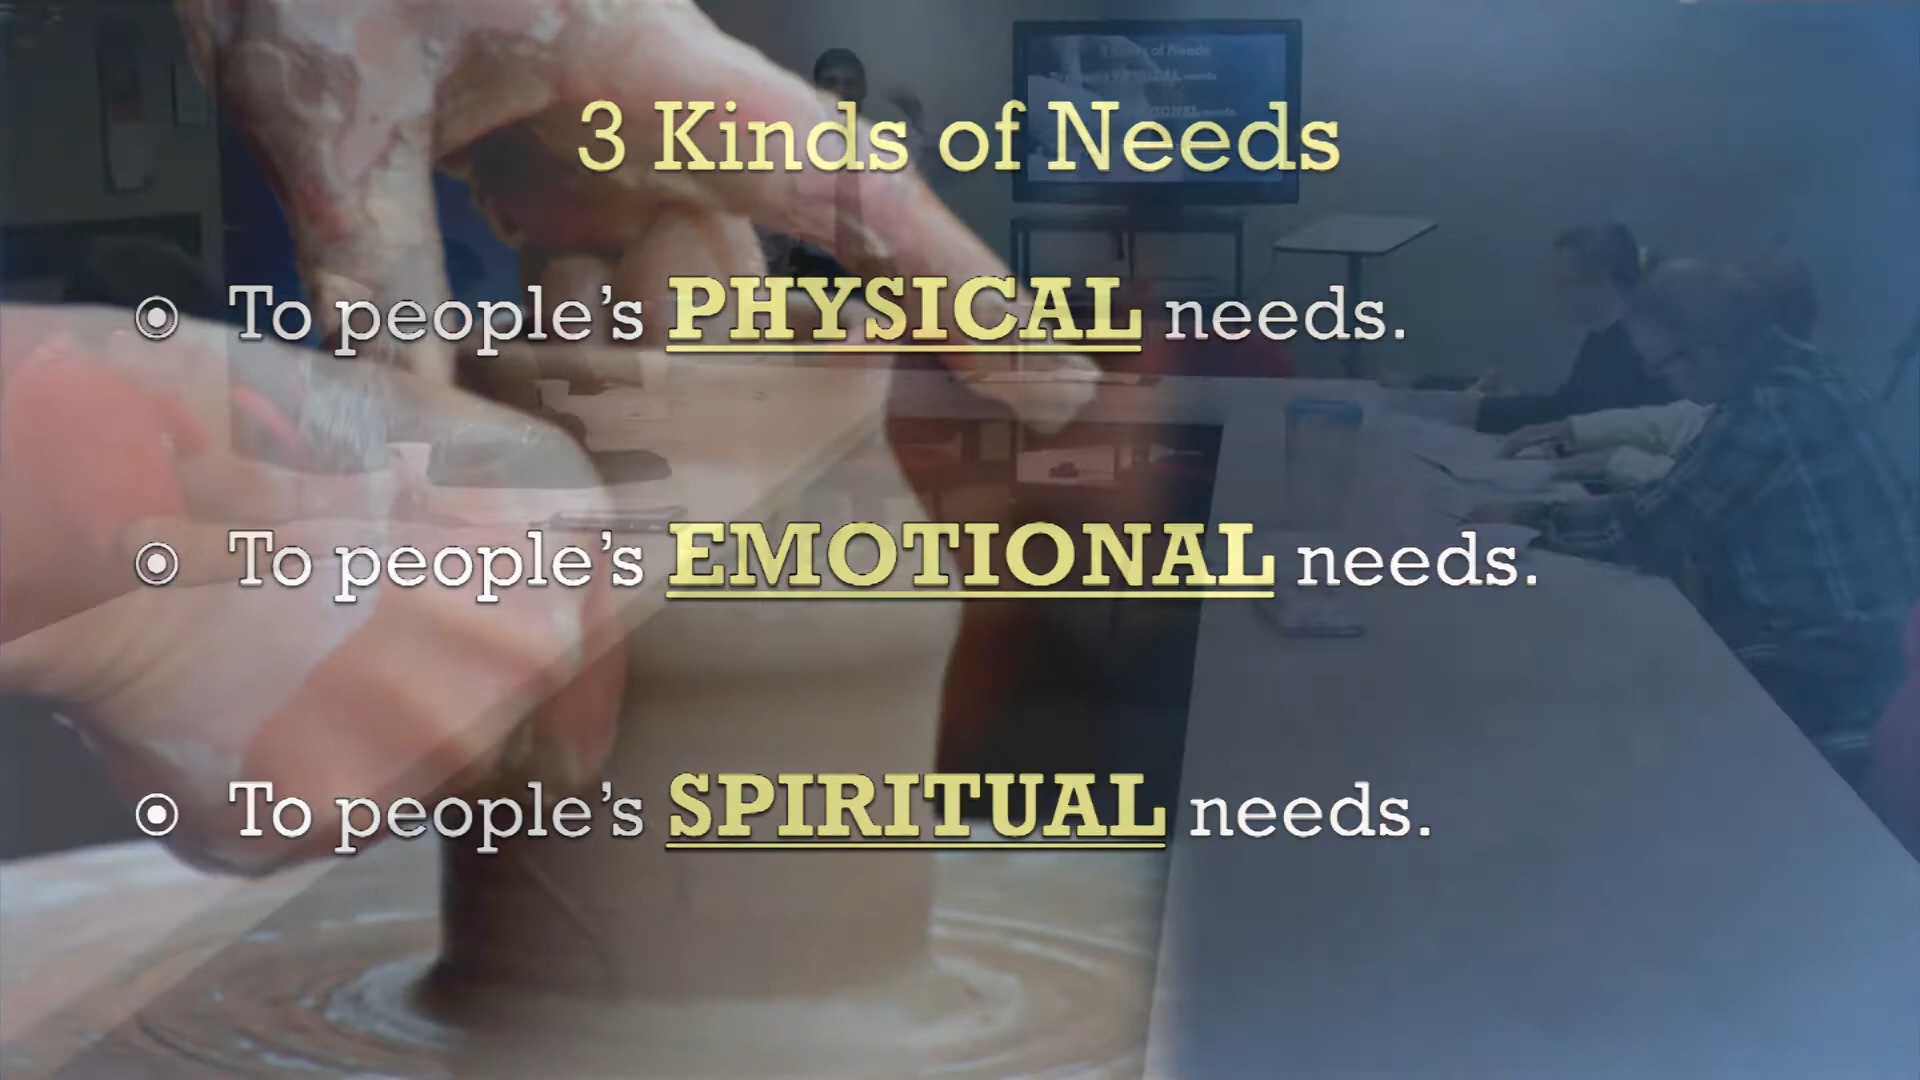 3 Kinds of Needs
To people's PHYSICAL needs.
To people's EMOTIONAL needs.
To people's SPIRITUAL needs.